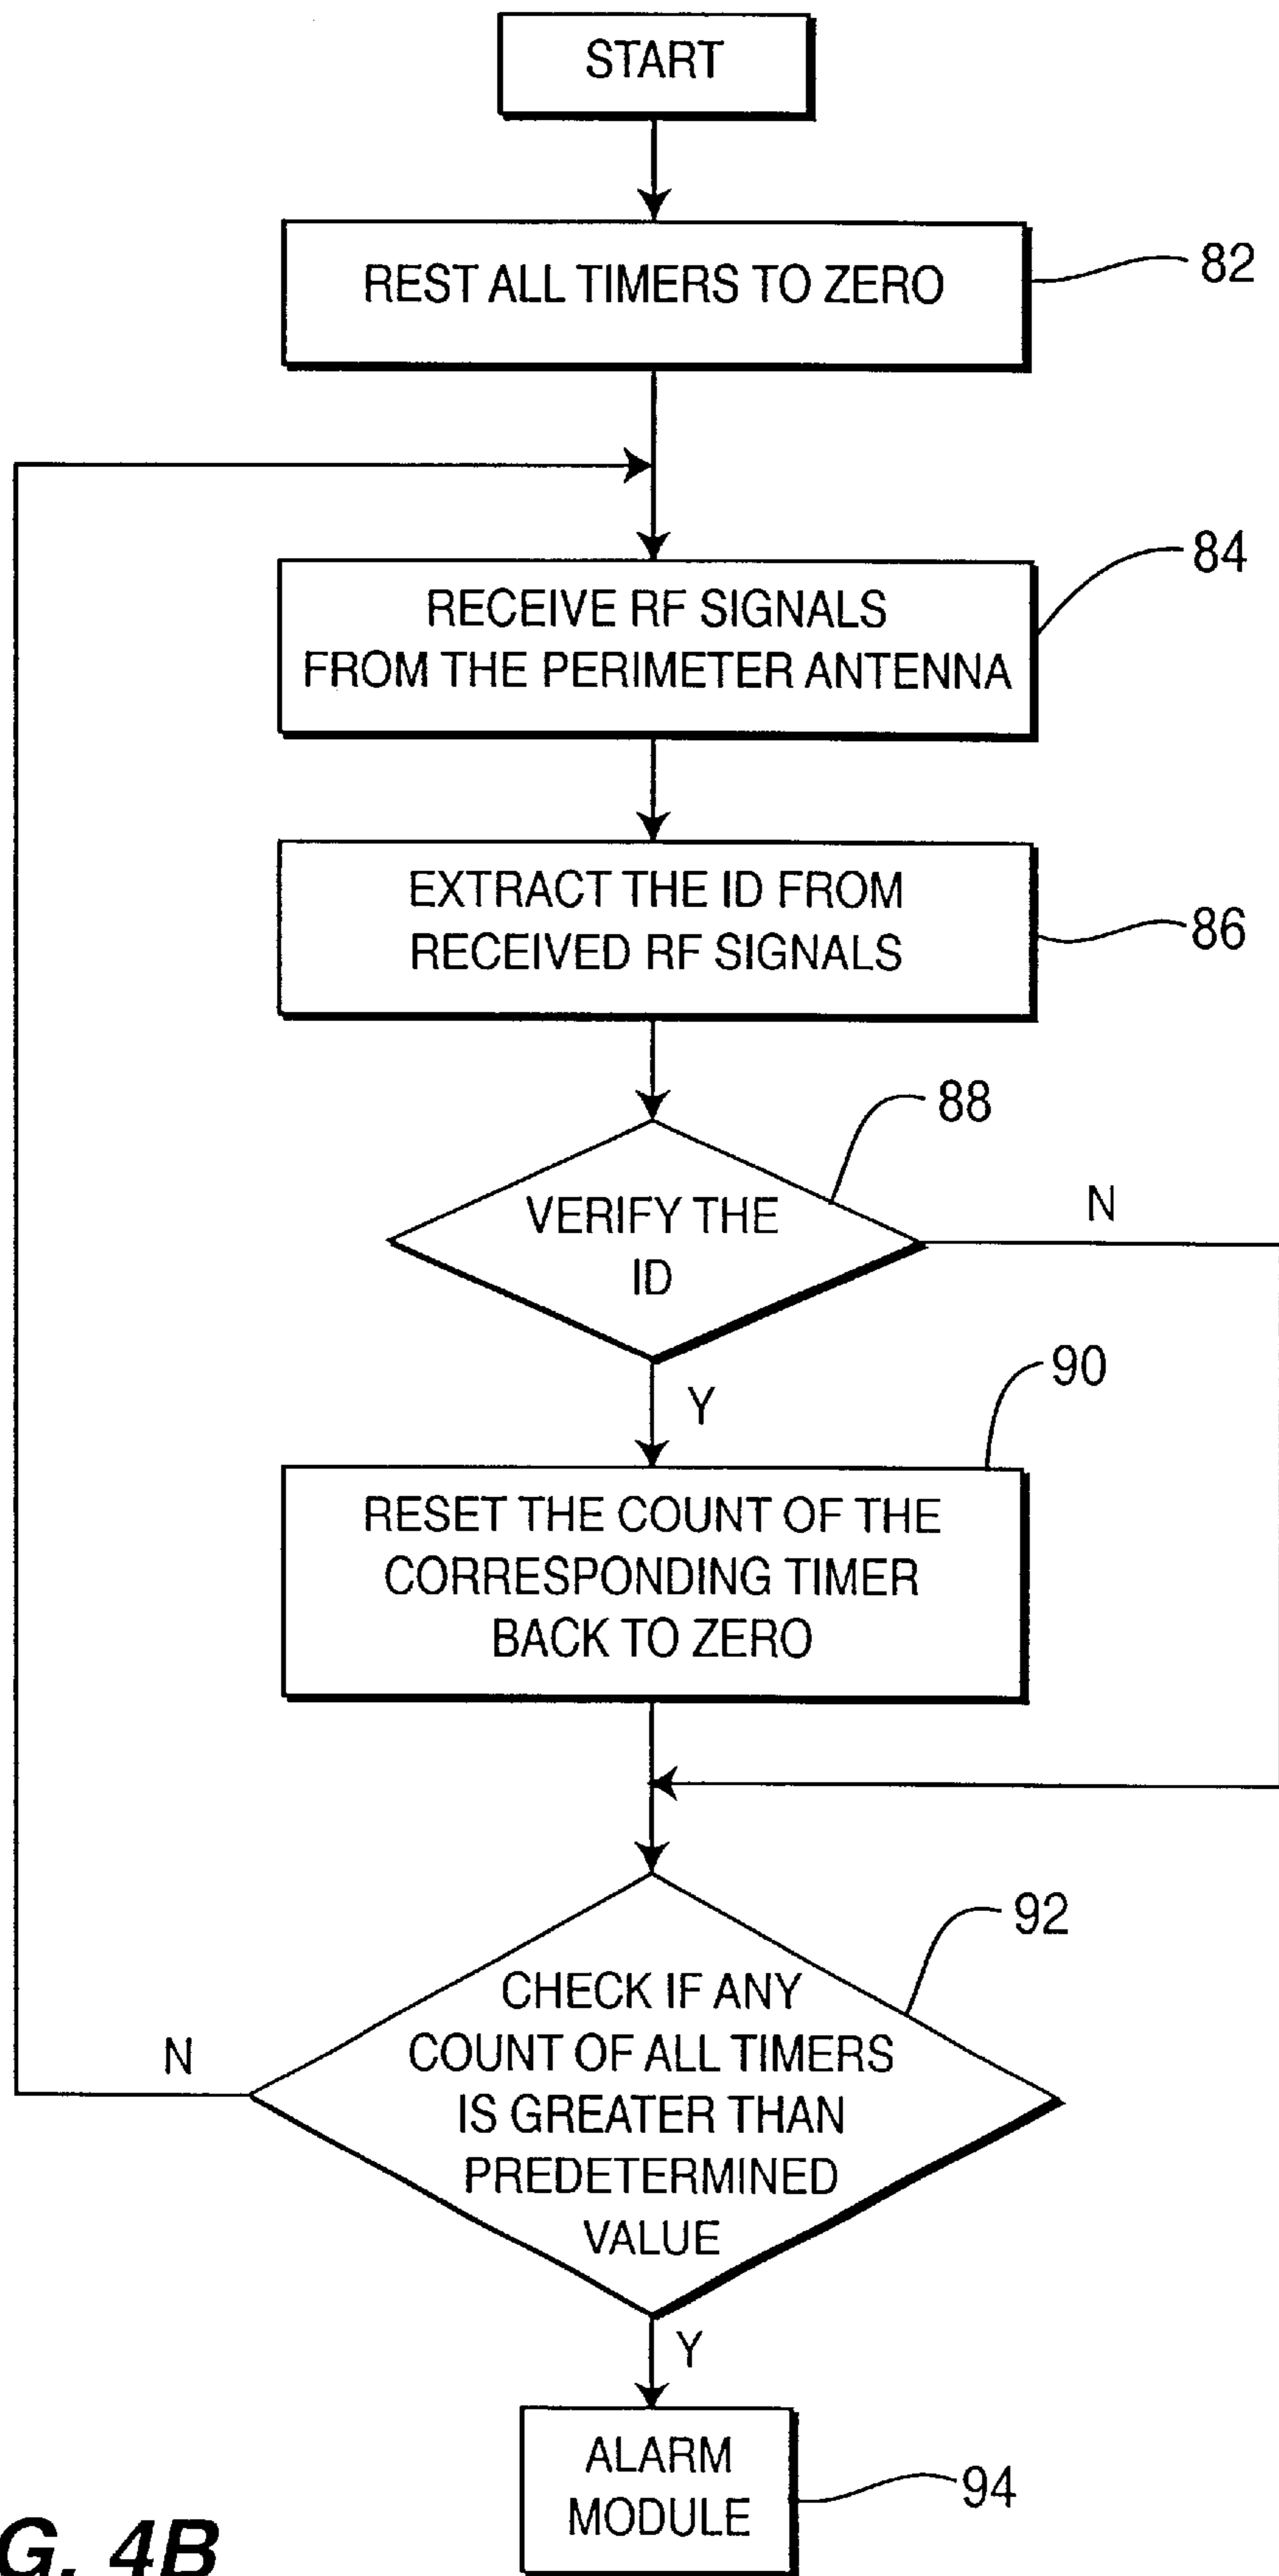 START
REST ALL TIMERS TO ZERO
82
RECEIVE RF SIGNALS
FROM THE PERIMETER ANTENNA
84
EXTRACT THE ID FROM
RECEIVED RF SIGNALS
86
88
VERIFY THE
ID
N
Y
90
RESET THE COUNT OF THE
CORRESPONDING TIMER
BACK TO ZERO
92
CHECK IF ANY
COUNT OF ALL TIMERS
IS GREATER THAN
PREDETERMINED
VALUE
N
Y
ALARM
MODULE
94
G. 4B